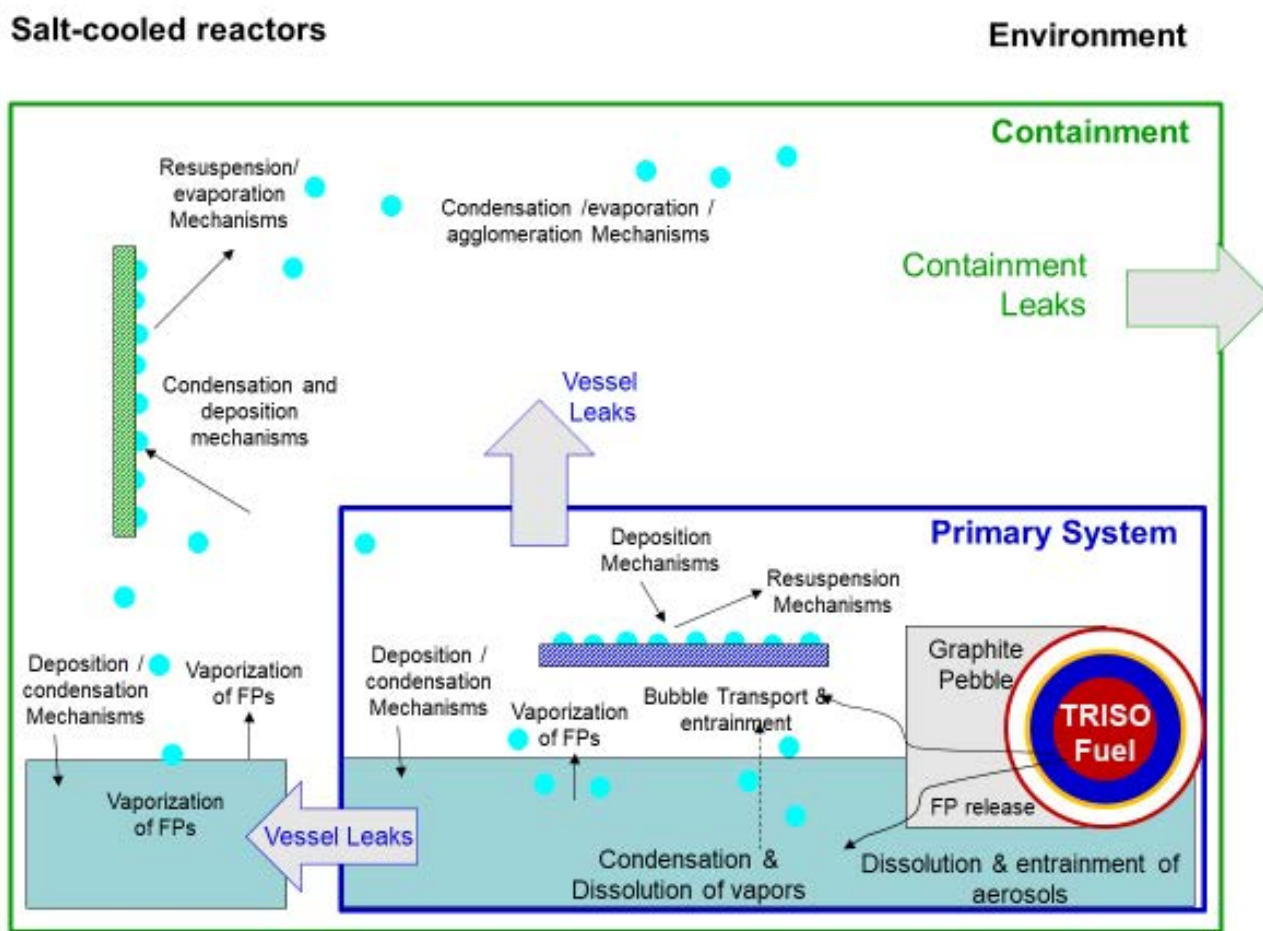 Salt-cooled reactors
Environment
Containment
Resuspension/
evaporation
Mechanisms
Condensation /evaporation /
agglomeration Mechanisms
Containment
Leaks
Condensation and
deposition
mechanisms
Vessel
Leaks
Primary System
Deposition
Mechanisms
Resuspension
Mechanisms
Deposition /
condensation
Mechanisms
Vaporization
of FPs
Deposition /
condensation
Mechanisms
Vaporization
of FPs
Bubble Transport &
entrainment
Graphite
Pebble
TRISO
Fuel
FP release
Vaporization
of FPs
Vessel Leaks
Condensation &
Dissolution of vapors
Dissolution & entrainment of
aerosols